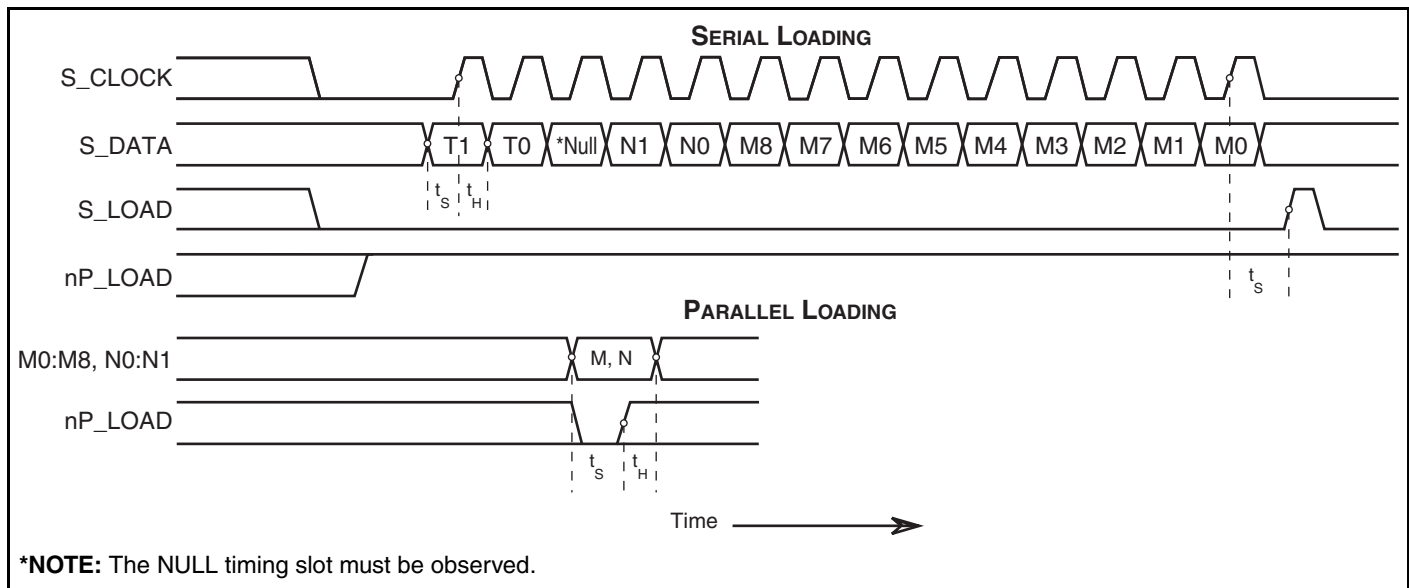 SERIAL LOADING
S_CLOCK
S_DATA T1 T0 *Null N1 N0 M8 M7 M6 M5 M4 M3 M2 M1 M0
tS tH
S_LOAD
nP_LOAD
tS
PARALLEL LOADING
M0:M8, N0:N1 M, N
nP_LOAD
tS tH
Time
*NOTE: The NULL timing slot must be observed.